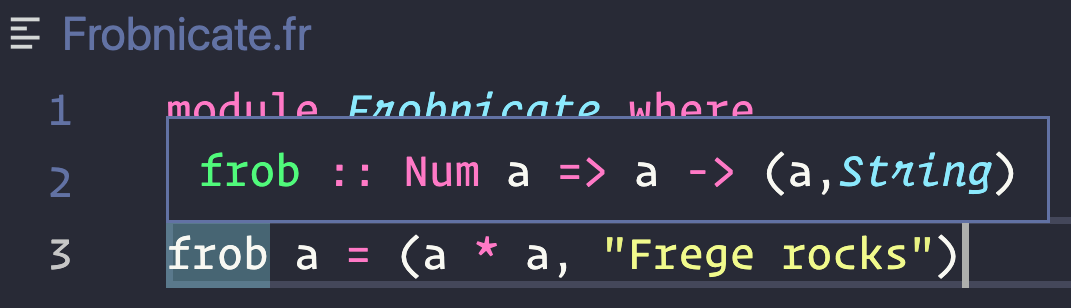 Frobnicate.fr
1 module Frobnicate where
2
frob :: Num a => a -> (a,String)
3 frob a = (a * a, "Frege rocks")